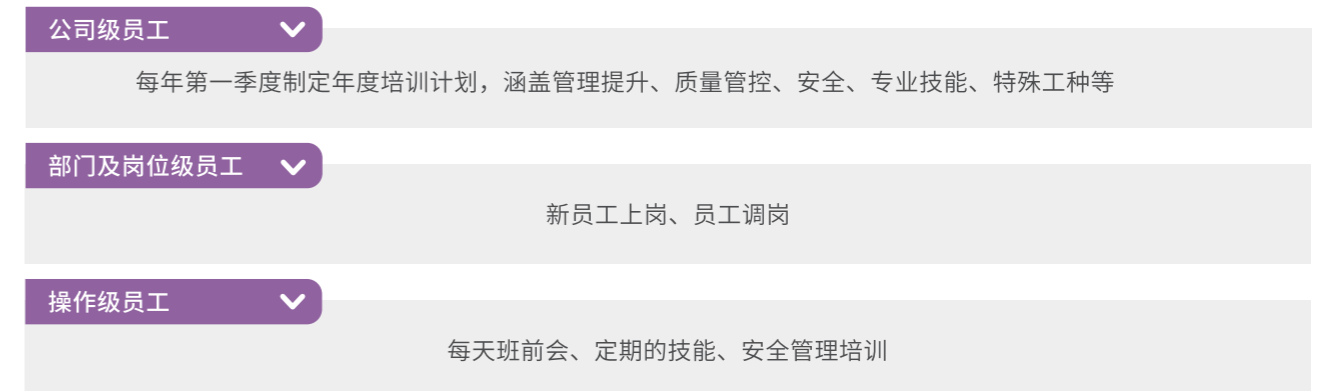 公司级员工
每年第一季度制定年度培训计划，涵盖管理提升、质量管控、安全、专业技能、特殊工种等
部门及岗位级员工
新员工上岗、员工调岗
操作级员工
每天班前会、定期的技能、安全管理培训